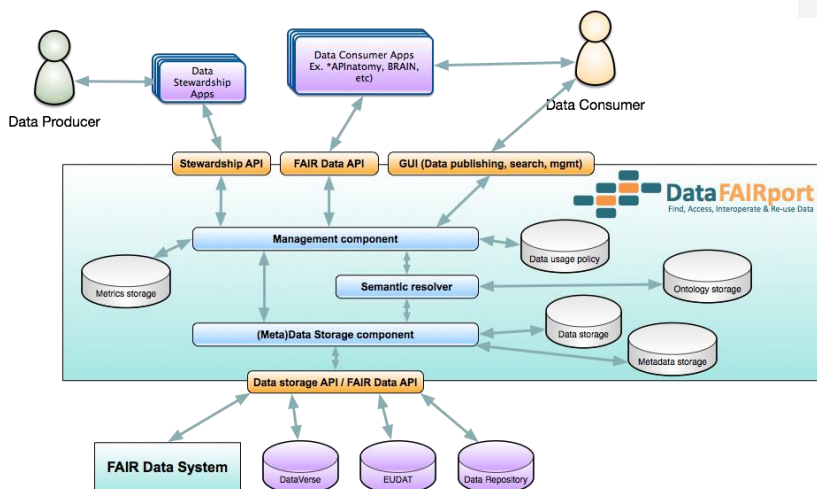 Data Producer
Data
Stewardship
Apps
Data Consumer Apps
Ex. *APInatomy, BRAIN,
etc)
Data Consumer
Stewardship API
FAIR Data API
GUI (Data publishing, search, mgmt)
DataFAIRport
Find, Access, Interoperate & Re-use Data
Management component
Data usage policy
Metrics storage
Semantic resolver
Ontology storage
(Meta)Data Storage component
Data storage
Metadata storage
Data storage API / FAIR Data API
FAIR Data System
DataVerse
EUDAT
Data Repository